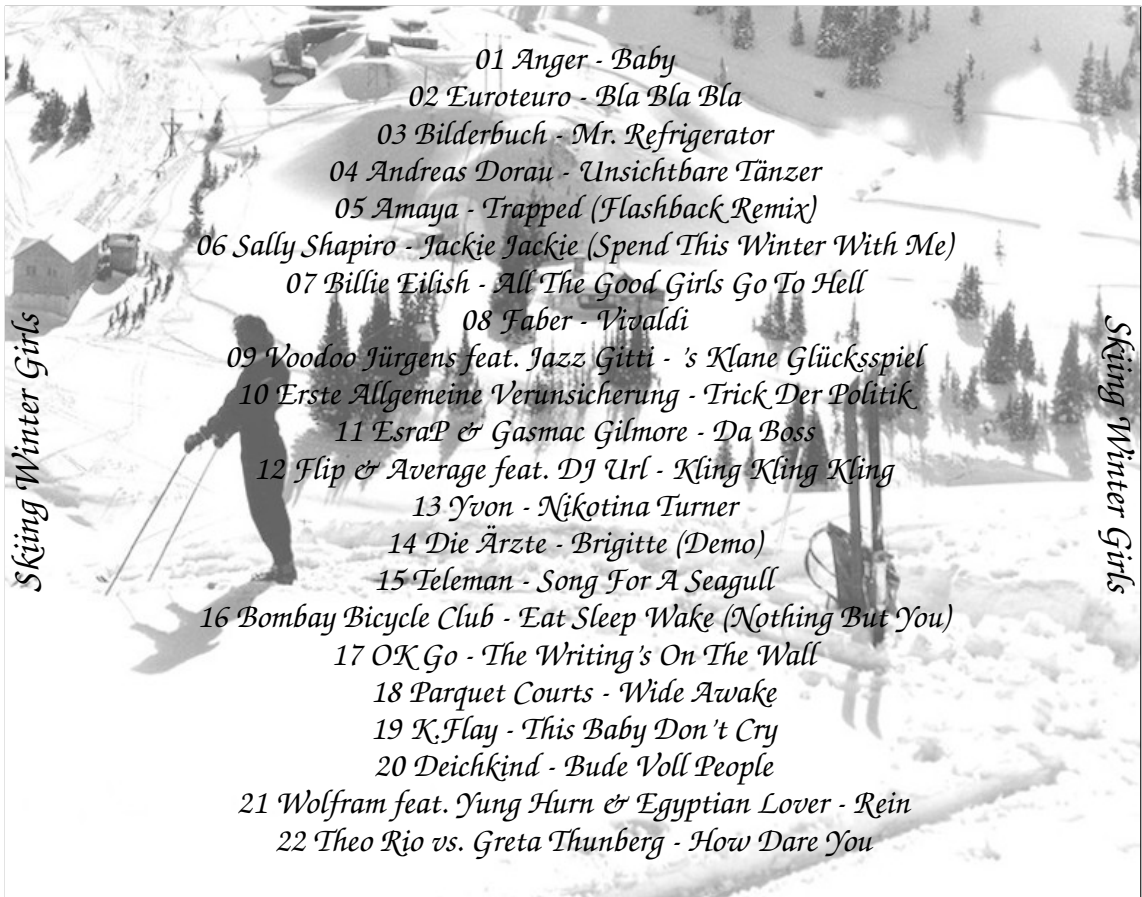 01 Anger - Baby
02 Euroteuro - Bla Bla Bla
03 Bilderbuch - Mr. Refrigerator
04 Andreas Dorau - Unsichtbare Tänzer
05 Amaya - Trapped (Flashback Remix)
06 Sally Shapiro - Jackie Jackie (Spend This Winter With Me)
07 Billie Eilish - All The Good Girls Go To Hell
08 Faber - Vivaldi
09 Voodoo Jürgens feat. Jazz Gitti - 's Klane Glücksspiel
10 Erste Allgemeine Verunsicherung - Trick Der Politik
11 EsraP & Gasmac Gilmore - Da Boss
12 Flip & Average feat. DJ Url - Kling Kling Kling
13 Yvon - Nikotina Turner
14 Die Ärzte - Brigitte (Demo)
15 Teleman - Song For A Seagull
16 Bombay Bicycle Club - Eat Sleep Wake (Nothing But You)
17 OK Go - The Writing's On The Wall
18 Parquet Courts - Wide Awake
19 K.Flay - This Baby Don't Cry
20 Deichkind - Bude Voll People
21 Wolfram feat. Yung Hurn & Egyptian Lover - Rein
22 Theo Rio vs. Greta Thunberg - How Dare You
Skiing Winter Girls
Skiing Winter Girls